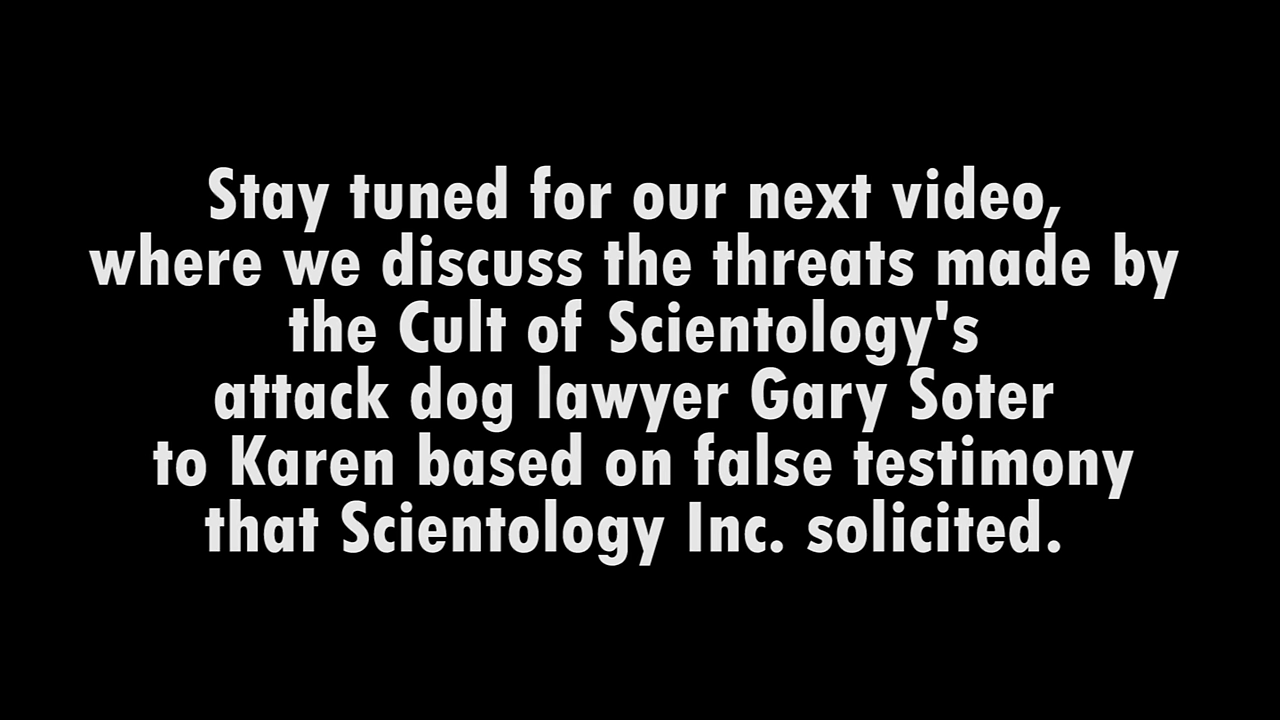 Stay tuned for our next video,
where we discuss the threats made by
the Cult of Scientology's
attack dog lawyer Gary Soter
to Karen based on false testimony
that Scientology Inc. solicited.